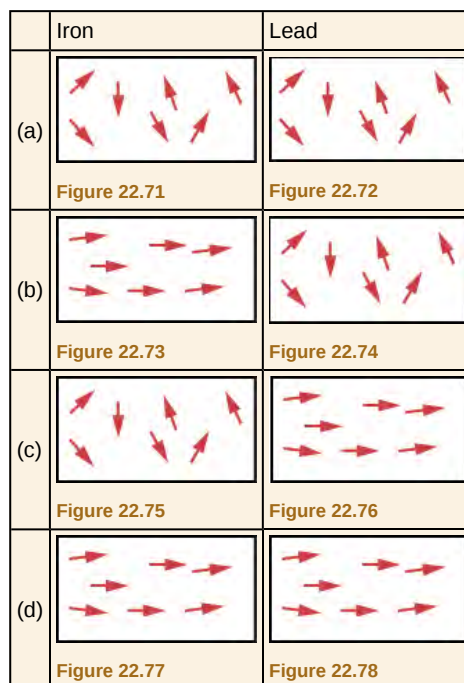 Iron Lead
(a)
Figure 22.71 Figure 22.72
(b)
Figure 22.73 Figure 22.74
(c)
Figure 22.75 Figure 22.76
(d)
Figure 22.77 Figure 22.78